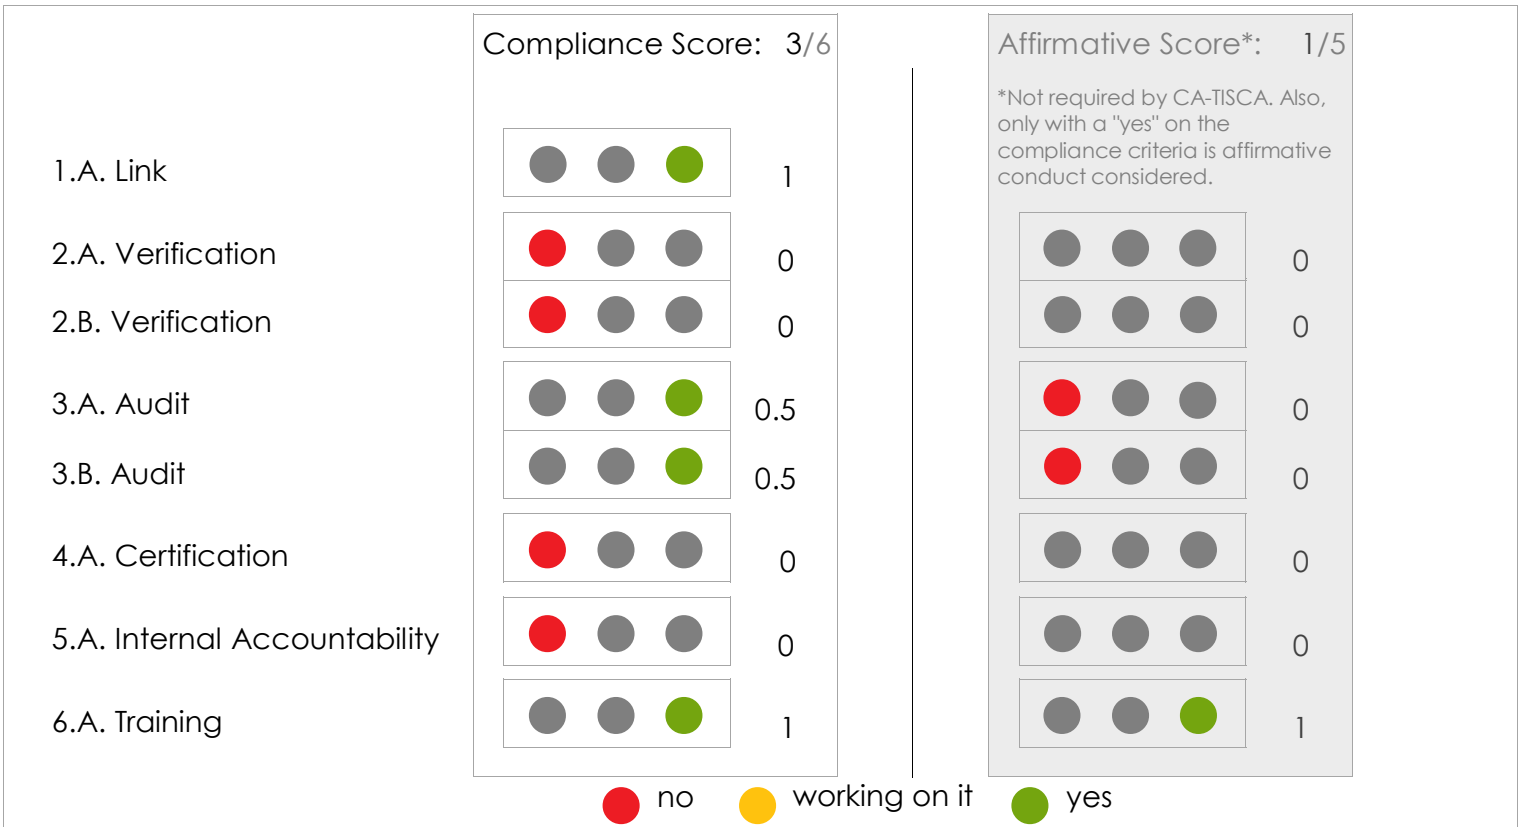 Compliance Score: 3/6
Affirmative Score*: 1/5
*Not required by CA-TISCA. Also,
only with a "yes" on the
compliance criteria is affirmative
conduct considered.
1.A. Link 1
2.A. Verification 0 0
2.B. Verification 0 0
3.A. Audit 0.5 0
3.B. Audit 0.5 0
4.A. Certification 0 0
5.A. Internal Accountability 0 0
6.A. Training 1 1
no working on it yes